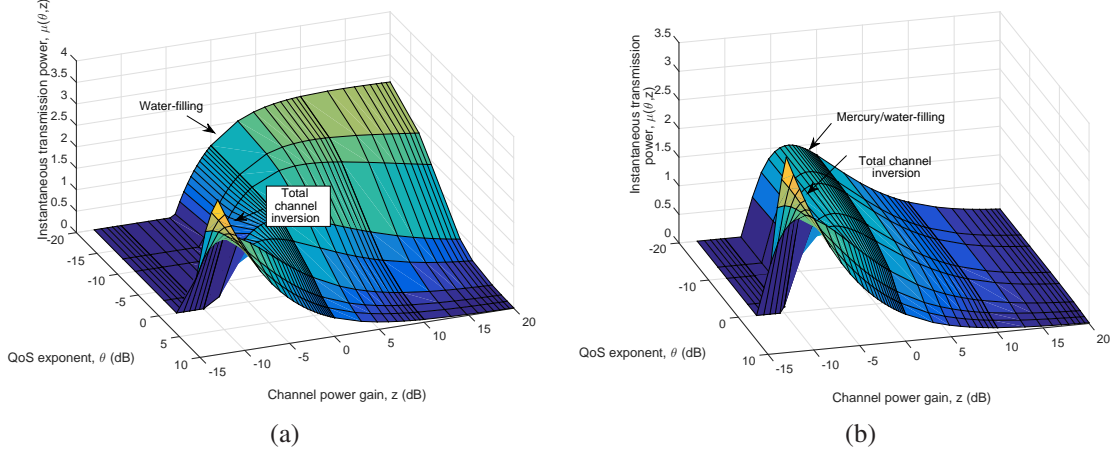 Instantaneous transmission power, μ(θ,z)
4
3.5
3
2.5
2
1.5
1
0.5
0
-20
-15
-10
-5
0
5
10
QoS exponent, θ (dB)
-15
-10
-5
0
5
10
15
20
Channel power gain, z (dB)
Water-filling
Total
channel
inversion
(a)
Instantaneous transmission
power, μ(θ,z)
3.5
3
2.5
2
1.5
1
0.5
0
-20
-10
0
10
QoS exponent, θ (dB)
-15
-10
-5
0
5
10
15
20
Channel power gain, z (dB)
Mercury/water-filling
Total channel
inversion
(b)